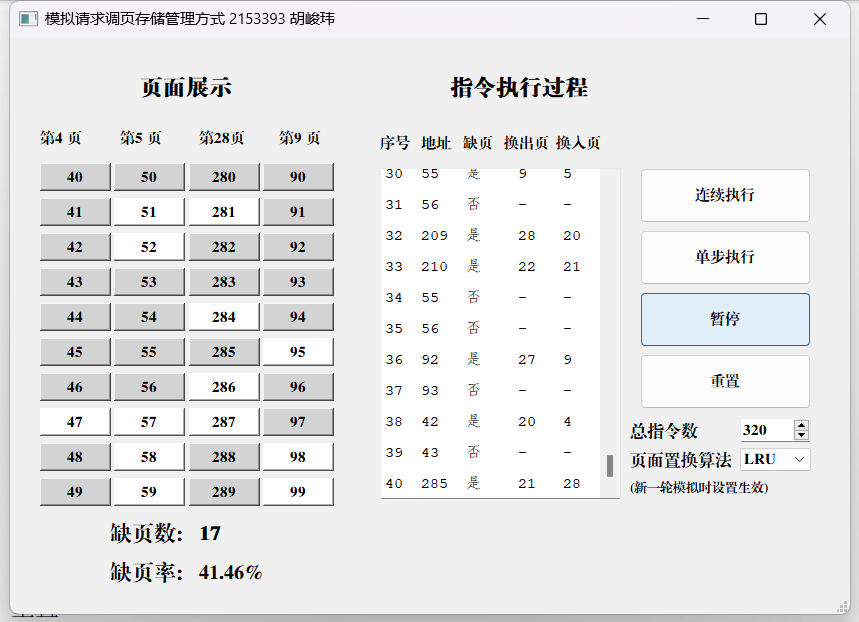 模拟请求调页存储管理方式 2153393 胡峻玮
页面展示
第4 页 第5 页 第28页 第9 页
40 50 280 90
41 51 281 91
42 52 282 92
43 53 283 93
44 54 284 94
45 55 285 95
46 56 286 96
47 57 287 97
48 58 288 98
49 59 289 99
缺页数: 17
缺页率: 41.46%
指令执行过程
序号 地址 缺页 换出页 换入页
30 55 是 9 5
31 56 否 - -
32 209 是 28 20
33 210 是 22 21
34 55 否 - -
35 56 否 - -
36 92 是 27 9
37 93 否 - -
38 42 是 20 4
39 43 否 - -
40 285 是 21 28
连续执行
单步执行
暂停
重置
总指令数 320
页面置换算法 LRU
(新一轮模拟时设置生效)